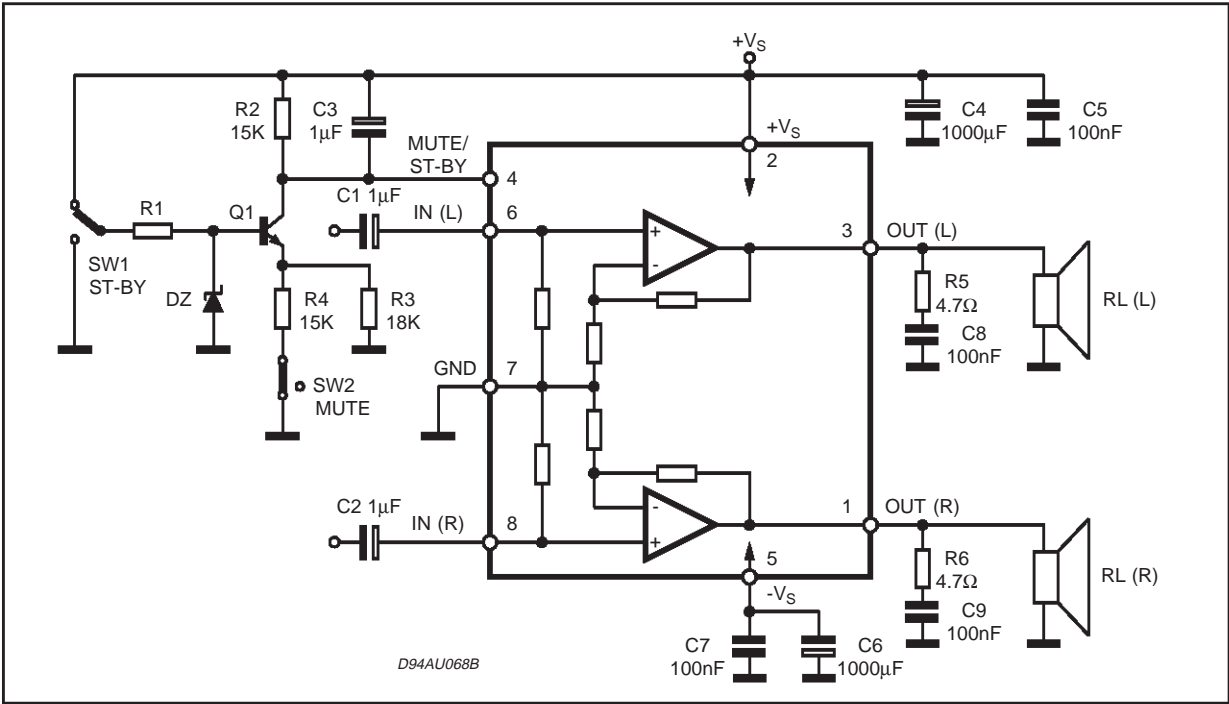 +VS
R2
15K
C3
1µF
C4
1000µF
C5
100nF
+VS
2
MUTE/
ST-BY
4
C1 1µF
IN (L)
6
R1
Q1
SW1
ST-BY
DZ
R4
15K
R3
18K
+
-
3
OUT (L)
R5
4.7Ω
C8
100nF
RL (L)
GND
7
SW2
MUTE
C2 1µF
IN (R)
8
-
+
1
OUT (R)
5
-VS
R6
4.7Ω
C9
100nF
RL (R)
C7
100nF
C6
1000µF
D94AU068B